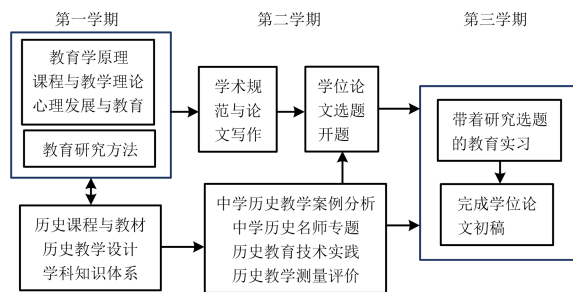 第一学期
第二学期
第三学期
教育学原理
课程与教学理论
心理发展与教育
教育研究方法
历史课程与教材
历史教学设计
学科知识体系
学术规
范与论
文写作
学位论
文选题
开题
中学历史教学案例分析
中学历史名师专题
历史教育技术实践
历史教学测量评价
带着研究选题
的教育实习
完成学位论
文初稿